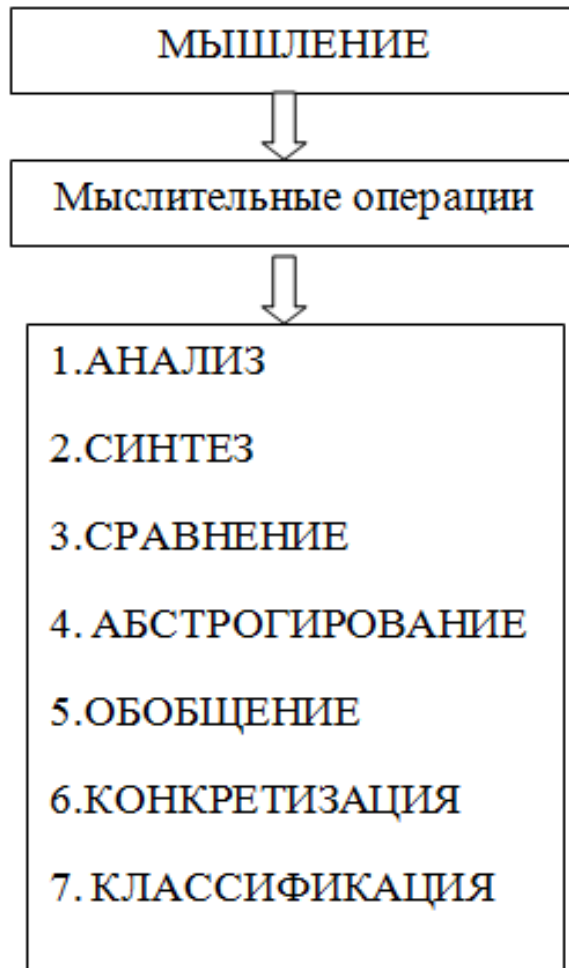 МЫШЛЕНИЕ
Мыслительные операции
1.АНАЛИЗ
2.СИНТЕЗ
3.СРАВНЕНИЕ
4. АБСТРОГИРОВАНИЕ
5.ОБОБЩЕНИЕ
6.КОНКРЕТИЗАЦИЯ
7. КЛАССИФИКАЦИЯ